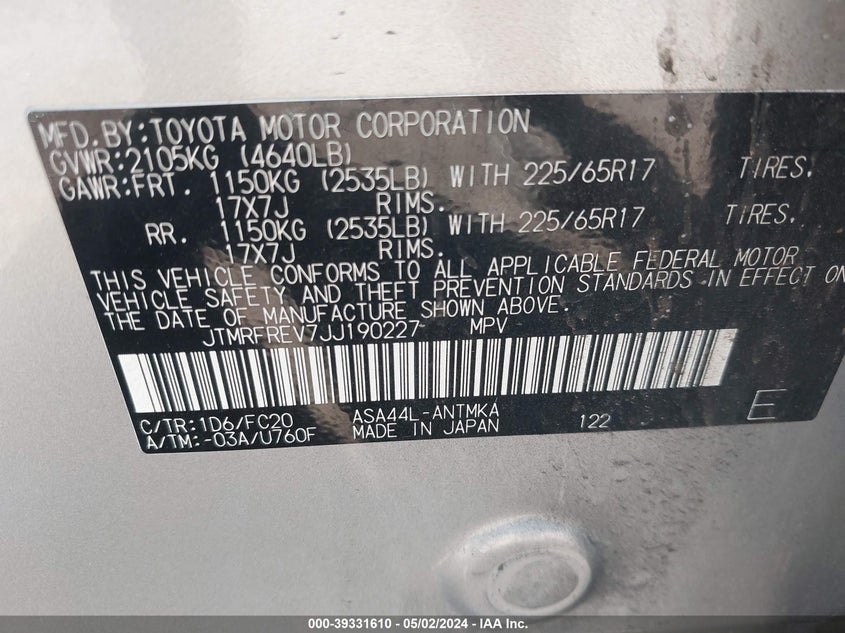 MFD.BY:TOYOTA MOTOR CORPORATION
GVWR:2105KG (4640LB)
GAWR:FRT. 1150KG (2535LB) WITH 225/65R17 TIRES.
17X7J RIMS.
RR. 1150KG (2535LB) WITH 225/65R17 TIRES.
17X7J RIMS.
THIS VEHICLE CONFORMS TO ALL APPLICABLE FEDERAL MOTOR
VEHICLE SAFETY AND THEFT PREVENTION STANDARDS IN EFFECT ON
THE DATE OF MANUFACTURE SHOWN ABOVE.
JTMRFREV7JJ190227 MPV
C/TR:1D6/FC20 ASA44L-ANTMKA
A/TM:-03A/U760F MADE IN JAPAN 122 E
000-39331610 - 05/02/2024 - IAA Inc.